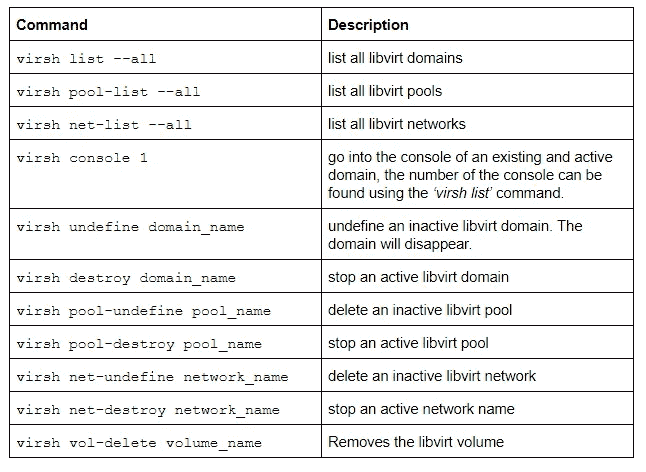 Command Description
virsh list --all list all libvirt domains
virsh pool-list --all list all libvirt pools
virsh net-list --all list all libvirt networks
virsh console 1 go into the console of an existing and active
domain, the number of the console can be
found using the ‘virsh list’ command.
virsh undefine domain_name undefine an inactive libvirt domain. The
domain will disappear.
virsh destroy domain_name stop an active libvirt domain
virsh pool-undefine pool_name delete an inactive libvirt pool
virsh pool-destroy pool_name stop an active libvirt pool
virsh net-undefine network_name delete an inactive libvirt network
virsh net-destroy network_name stop an active network name
virsh vol-delete volume_name Removes the libvirt volume